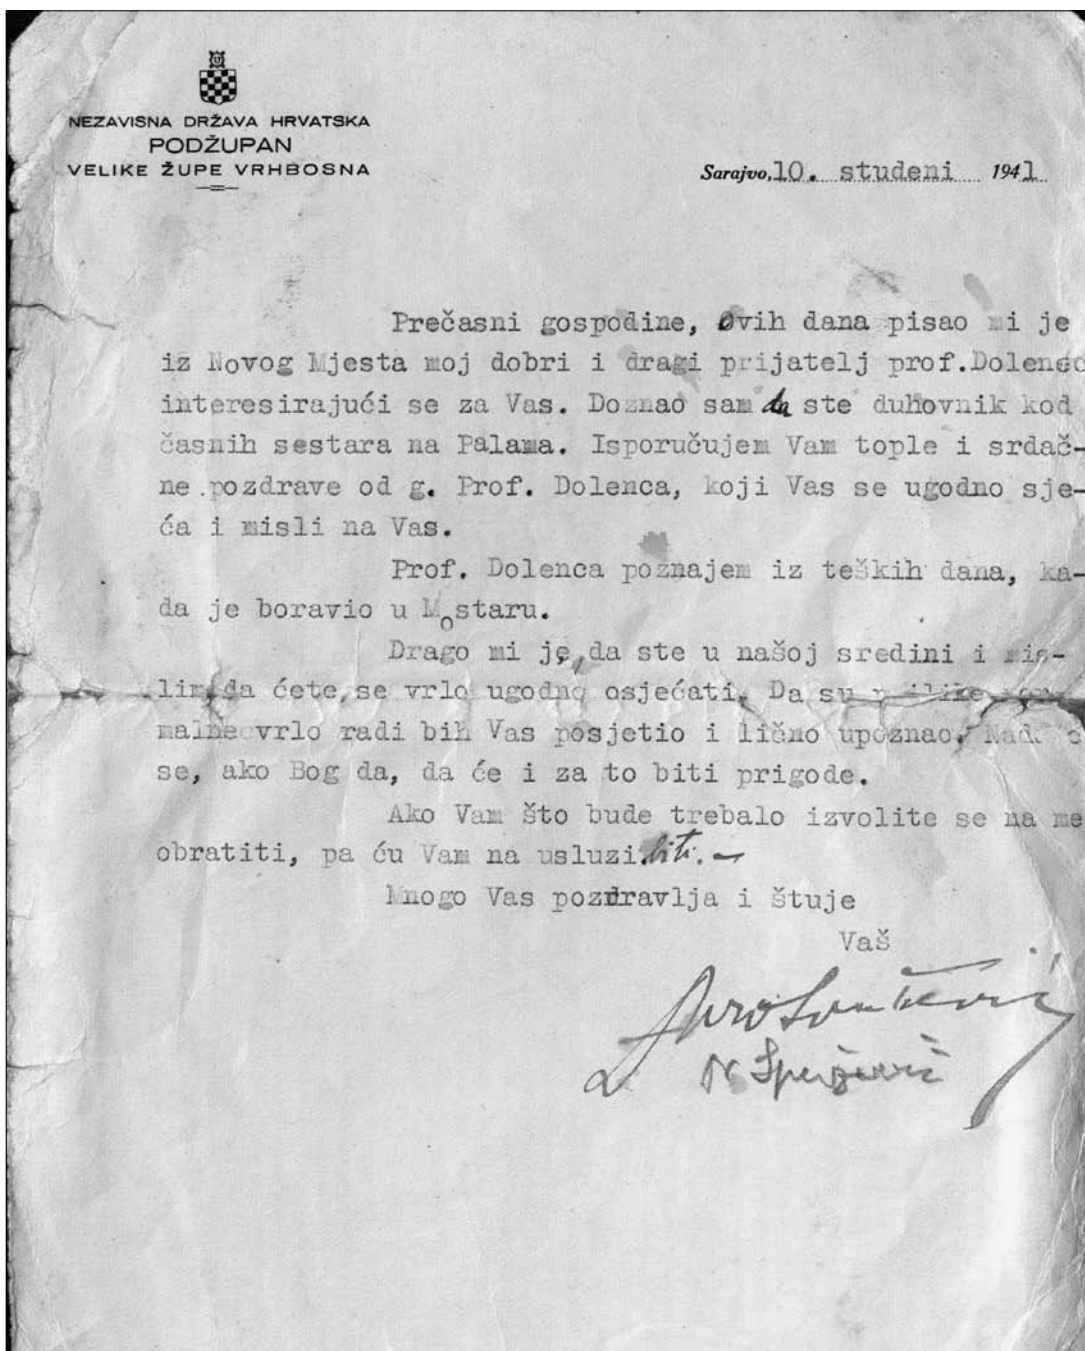 NEZAVISNA DRŽAVA HRVATSKA
PODŽUPAN
VELIKE ŽUPE VRHBOSNA
Sarajvo, 10. studeni 1941
Prečasni gospodine, Ovih dana pisao mi je
iz Novog Mjesta moj dobri i dragi prijatelj prof.Dolenec
interesirajući se za Vas. Doznao sam da ste duhovnik kod
časnih sestara na Palama. Isporučujem Vam tople i srdač-
ne pozdrave od g. Prof. Dolenca, koji Vas se ugodno sje-
ća i misli na Vas.
Prof. Dolenca poznajem iz teških dana, ka-
da je boravio u Mostaru.
Drago mi je, da ste u našoj sredini i mis-
lim da ćete, se vrlo ugodno osjećati. Da su prilike
malne vrlo radi bih Vas posjetio i lično upoznao.
se, ako Bog da, da će i za to biti prigode.
Ako Vam što bude trebalo izvolite se na me
obratiti, pa ću Vam na usluzi biti. —
Mnogo Vas pozdravlja i štuje
Vaš